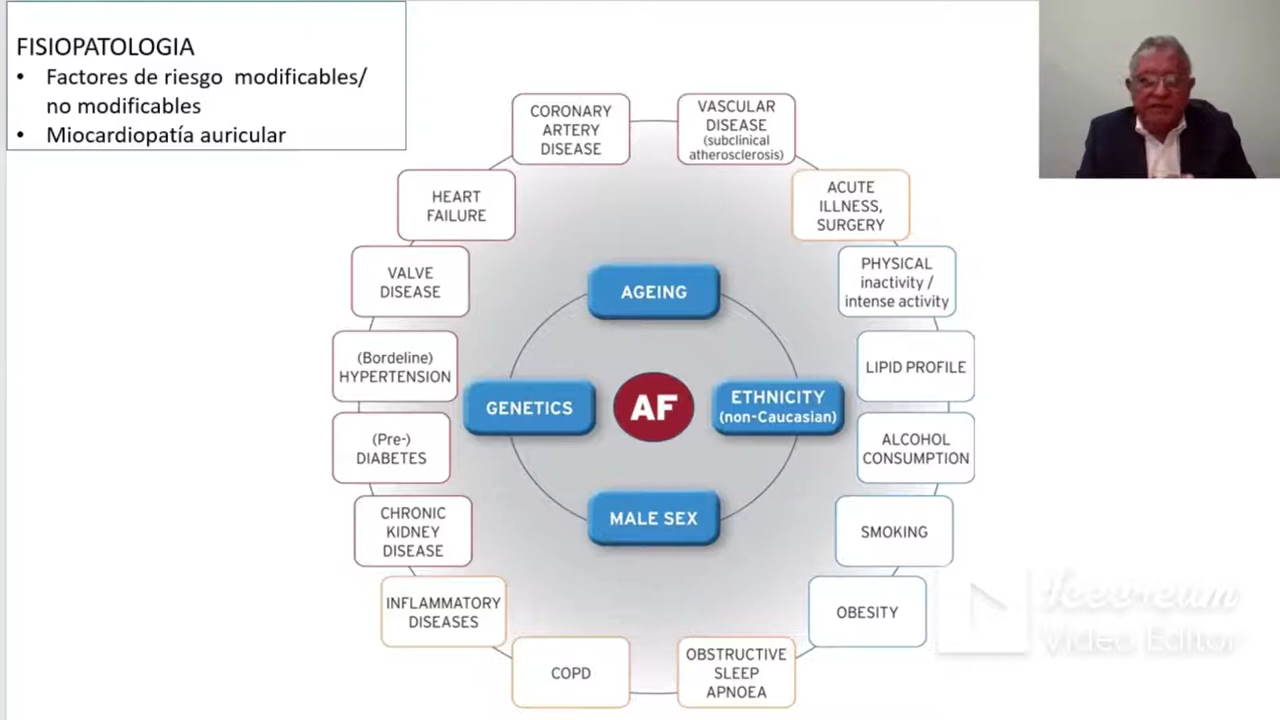 FISIOPATOLOGIA
• Factores de riesgo modificables/
no modificables
• Miocardiopatía auricular
CORONARY
ARTERY
DISEASE
VASCULAR
DISEASE
(subclinical
atherosclerosis)
HEART
FAILURE
ACUTE
ILLNESS,
SURGERY
VALVE
DISEASE
PHYSICAL
inactivity /
intense activity
AGEING
(Bordeline)
HYPERTENSION
LIPID PROFILE
GENETICS
AF
ETHNICITY
(non-Caucasian)
(Pre-)
DIABETES
ALCOHOL
CONSUMPTION
MALE SEX
CHRONIC
KIDNEY
DISEASE
SMOKING
INFLAMMATORY
DISEASES
OBESITY
COPD
OBSTRUCTIVE
SLEEP
APNOEA
Icecream
Video Editor